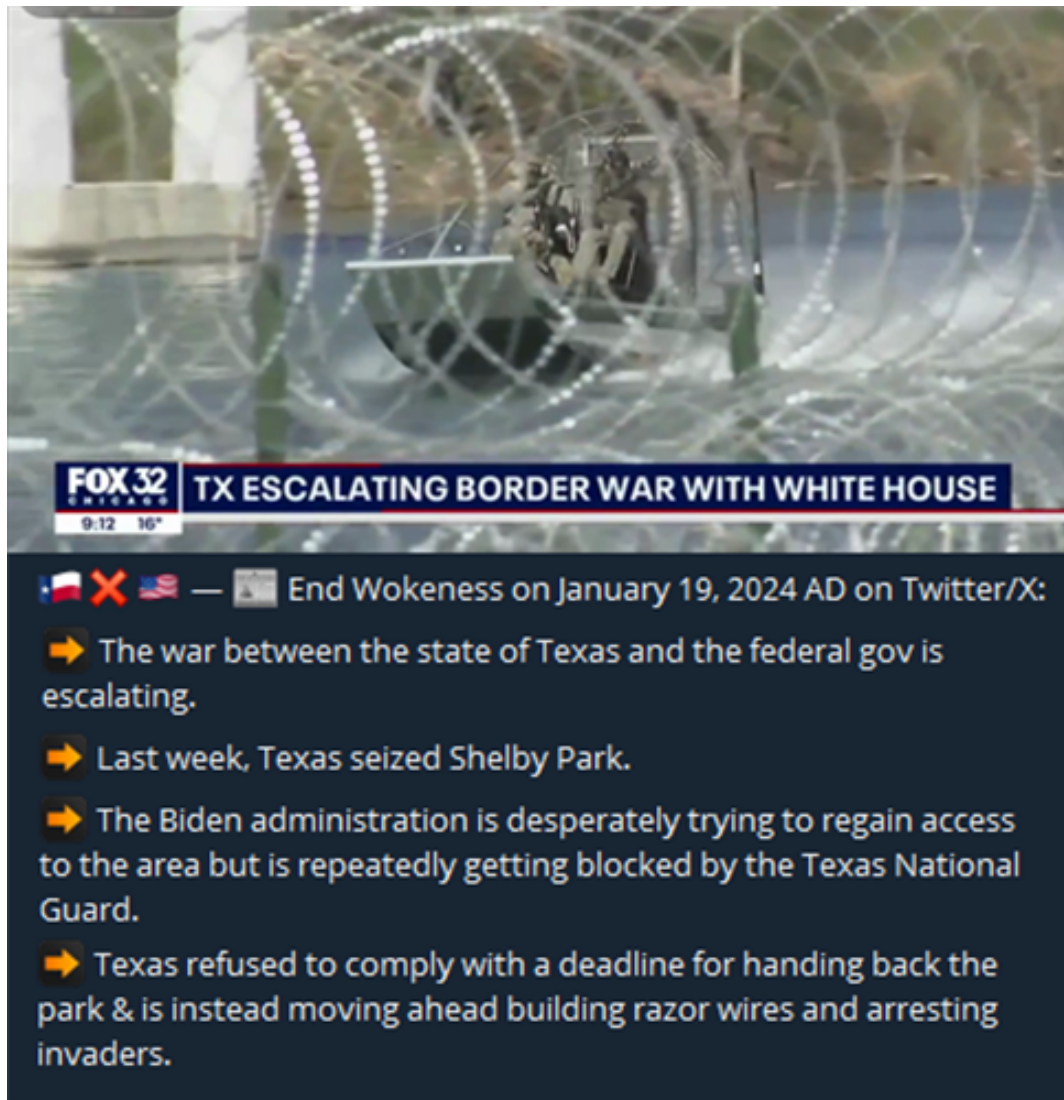 FOX 32
CHICAGO
9:12 16°
TX ESCALATING BORDER WAR WITH WHITE HOUSE
— End Wokeness on January 19, 2024 AD on Twitter/X:
The war between the state of Texas and the federal gov is
escalating.
Last week, Texas seized Shelby Park.
The Biden administration is desperately trying to regain access
to the area but is repeatedly getting blocked by the Texas National
Guard.
Texas refused to comply with a deadline for handing back the
park & is instead moving ahead building razor wires and arresting
invaders.